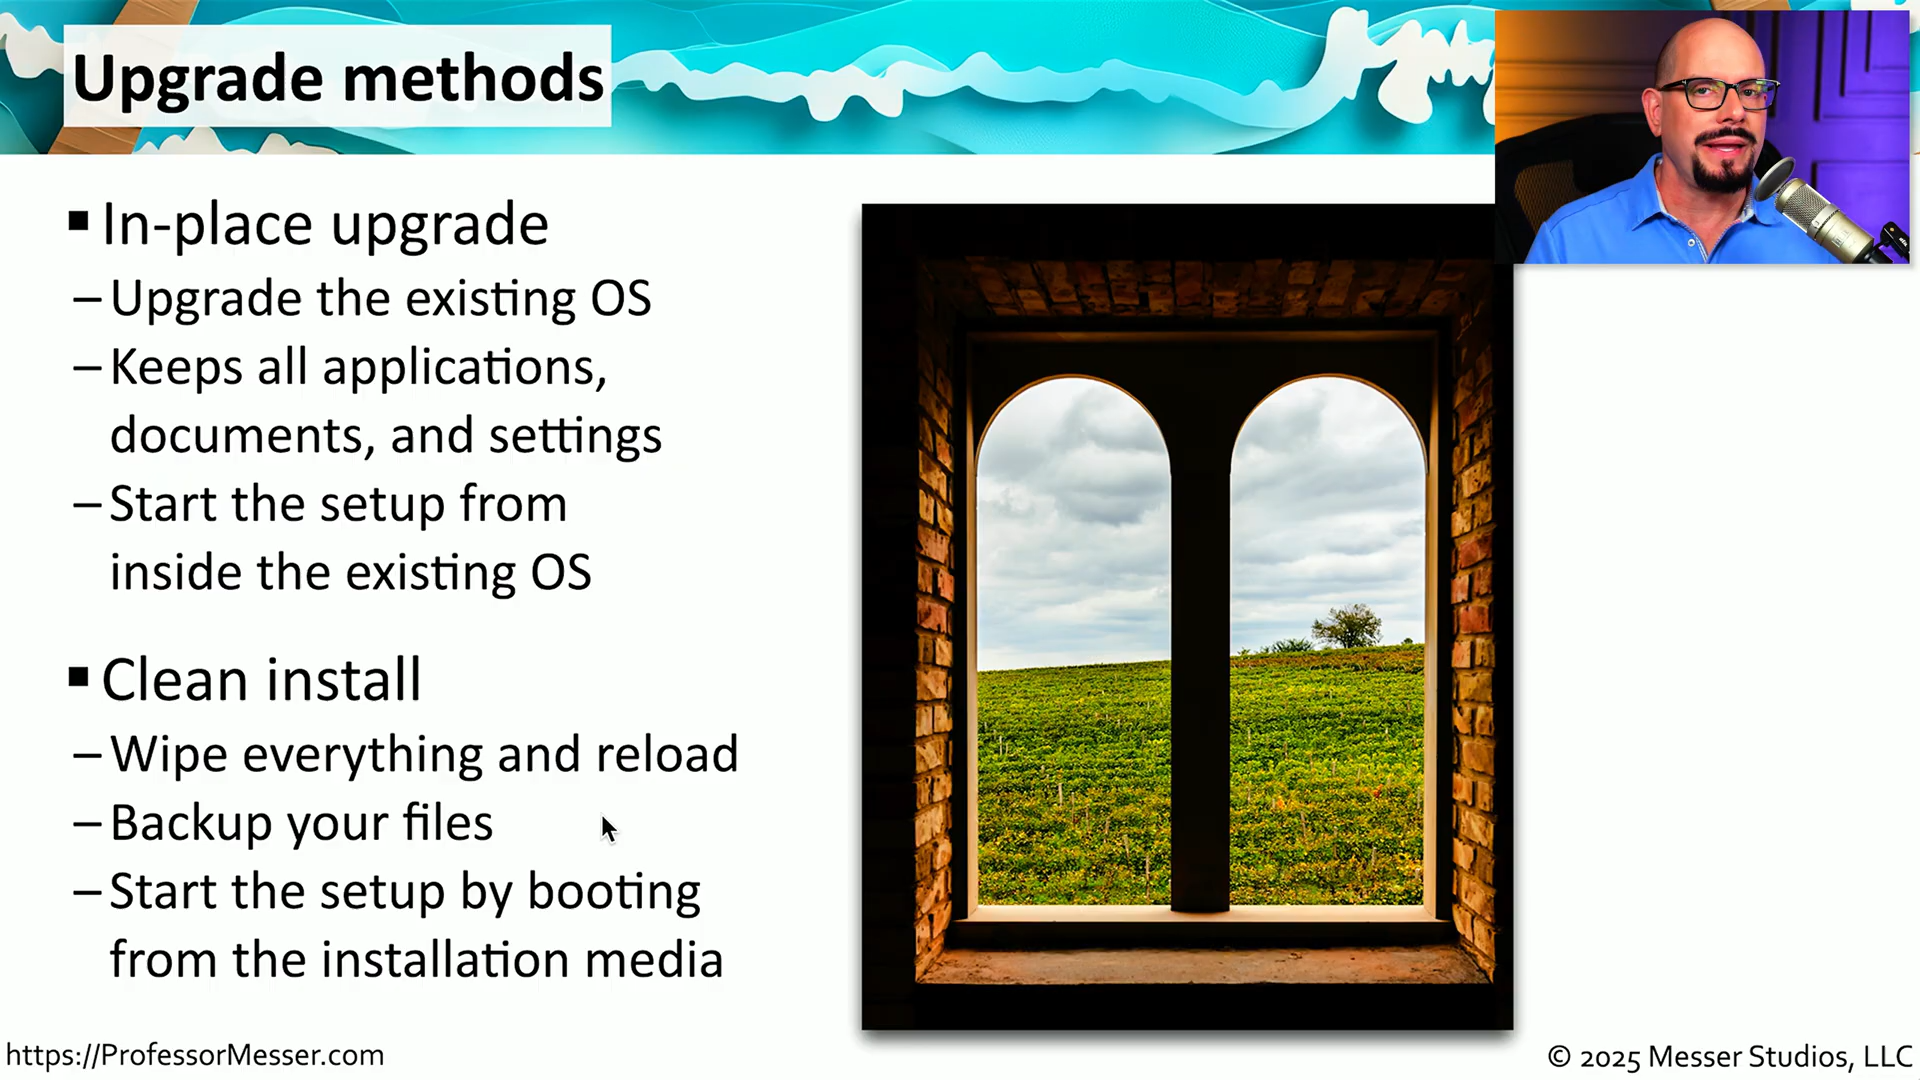 Upgrade methods
▪ In-place upgrade
– Upgrade the existing OS
– Keeps all applications,
documents, and settings
– Start the setup from
inside the existing OS
▪ Clean install
– Wipe everything and reload
– Backup your files
– Start the setup by booting
from the installation media
https://ProfessorMesser.com
© 2025 Messer Studios, LLC